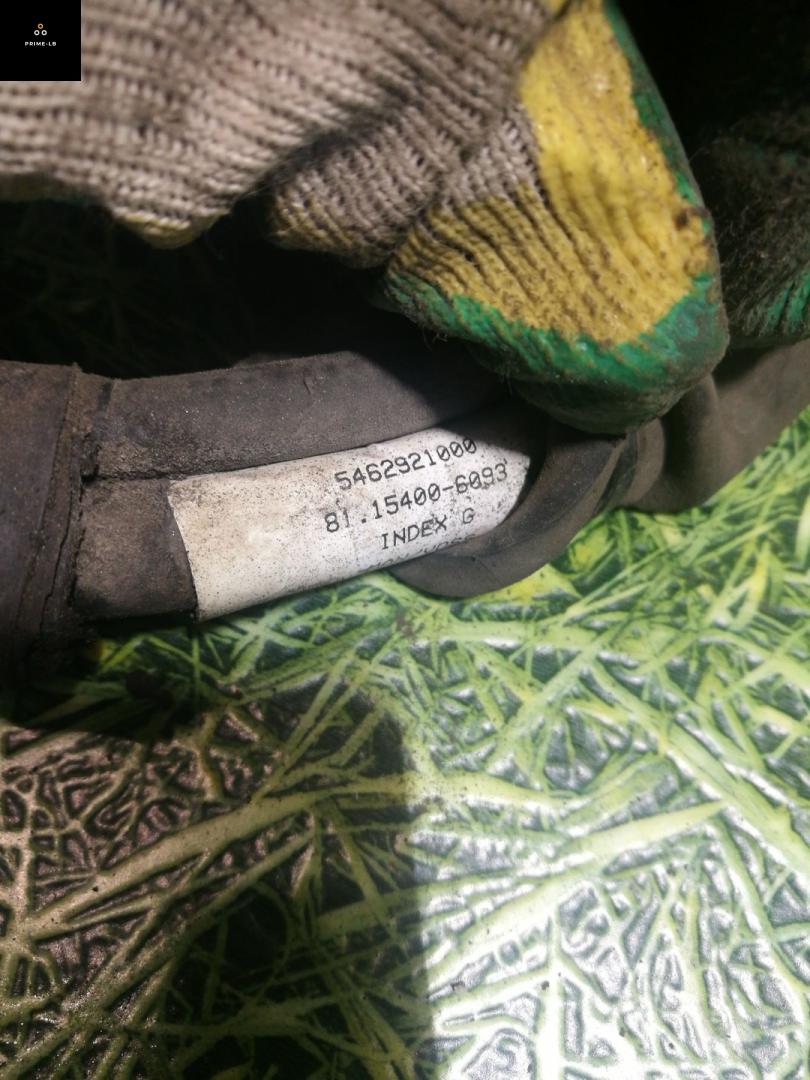 PRIME-LB
5462921000
81.15400-6093
INDEX G